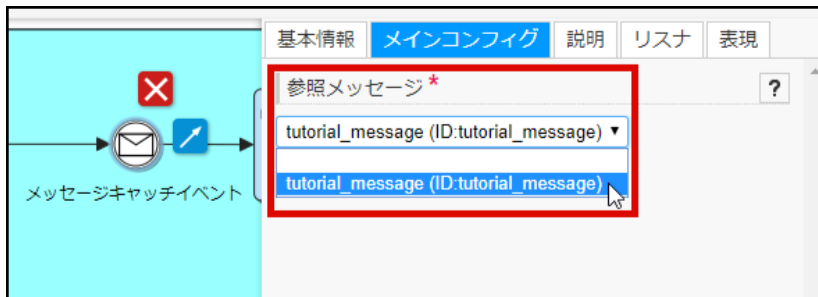 基本情報 メインコンフィグ 説明 リスナ 表現
参照メッセージ *
?
tutorial_message (ID:tutorial_message)
tutorial_message (ID:tutorial_message)
メッセージキャッチイベント